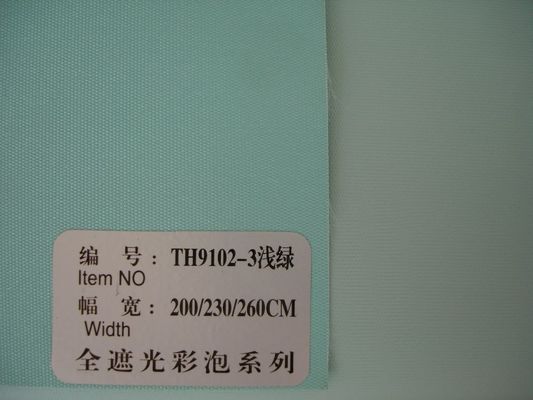 编 号：TH9102-3浅绿
Item NO
幅 宽：200/230/260CM
Width
全遮光彩泡系列